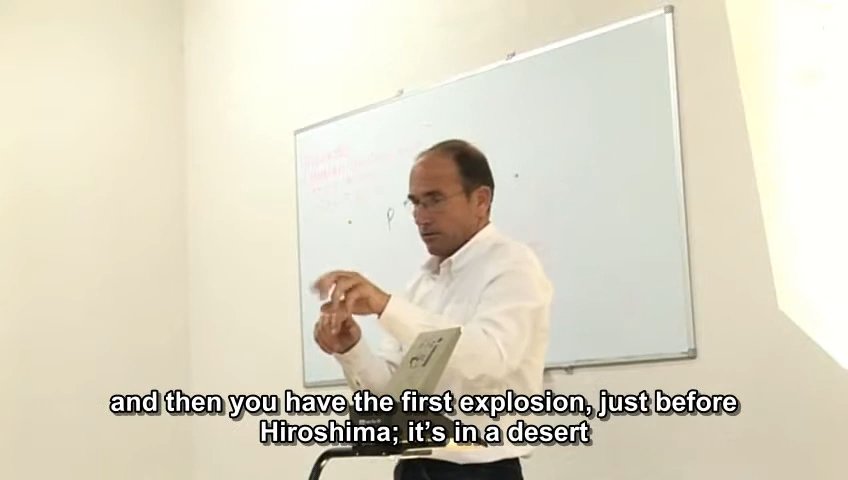 P
and then you have the first explosion, just before
Hiroshima; it's in a desert